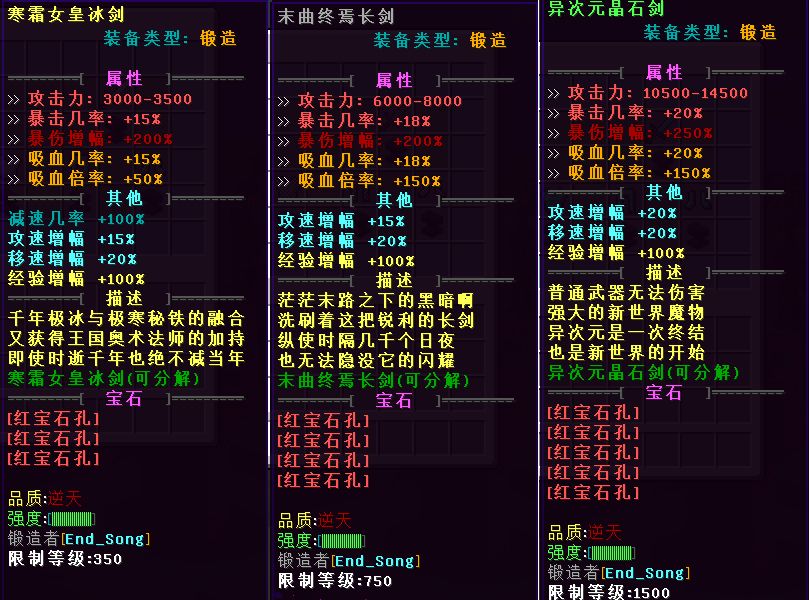 寒霜女皇冰剑
装备类型: 锻造
[ 属性 ]
>> 攻击力: 3000-3500
>> 暴击几率: +15%
>> 暴伤增幅: +200%
>> 吸血几率: +15%
>> 吸血倍率: +50%
[ 其他 ]
减速几率 +100%
攻速增幅 +15%
移速增幅 +20%
经验增幅 +100%
[ 描述 ]
千年极冰与极寒秘铁的融合
又获得王国奥术法师的加持
即使时逝千年也绝不减当年
寒霜女皇冰剑(可分解)
[ 宝石 ]
[红宝石孔]
[红宝石孔]
[红宝石孔]
品质:逆天
强度:[]
锻造者[End_Song]
限制等级:350
末曲终焉长剑
装备类型: 锻造
[ 属性 ]
>> 攻击力: 6000-8000
>> 暴击几率: +18%
>> 暴伤增幅: +200%
>> 吸血几率: +18%
>> 吸血倍率: +150%
[ 其他 ]
攻速增幅 +15%
移速增幅 +20%
经验增幅 +100%
[ 描述 ]
茫茫末路之下的黑暗啊
洗刷着这把锐利的长剑
纵使时隔几千个日夜
也无法隐没它的闪耀
末曲终焉长剑(可分解)
[ 宝石 ]
[红宝石孔]
[红宝石孔]
[红宝石孔]
[红宝石孔]
品质:逆天
强度:[]
锻造者[End_Song]
限制等级:750
异次元晶石剑
装备类型: 锻造
[ 属性 ]
>> 攻击力: 10500-14500
>> 暴击几率: +20%
>> 暴伤增幅: +250%
>> 吸血几率: +20%
>> 吸血倍率: +150%
[ 其他 ]
攻速增幅 +20%
移速增幅 +20%
经验增幅 +100%
[ 描述 ]
普通武器无法伤害
强大的新世界魔物
异次元是一次终结
也是新世界的开始
异次元晶石剑(可分解)
[ 宝石 ]
[红宝石孔]
[红宝石孔]
[红宝石孔]
[红宝石孔]
[红宝石孔]
品质:逆天
强度:[]
锻造者[End_Song]
限制等级:1500